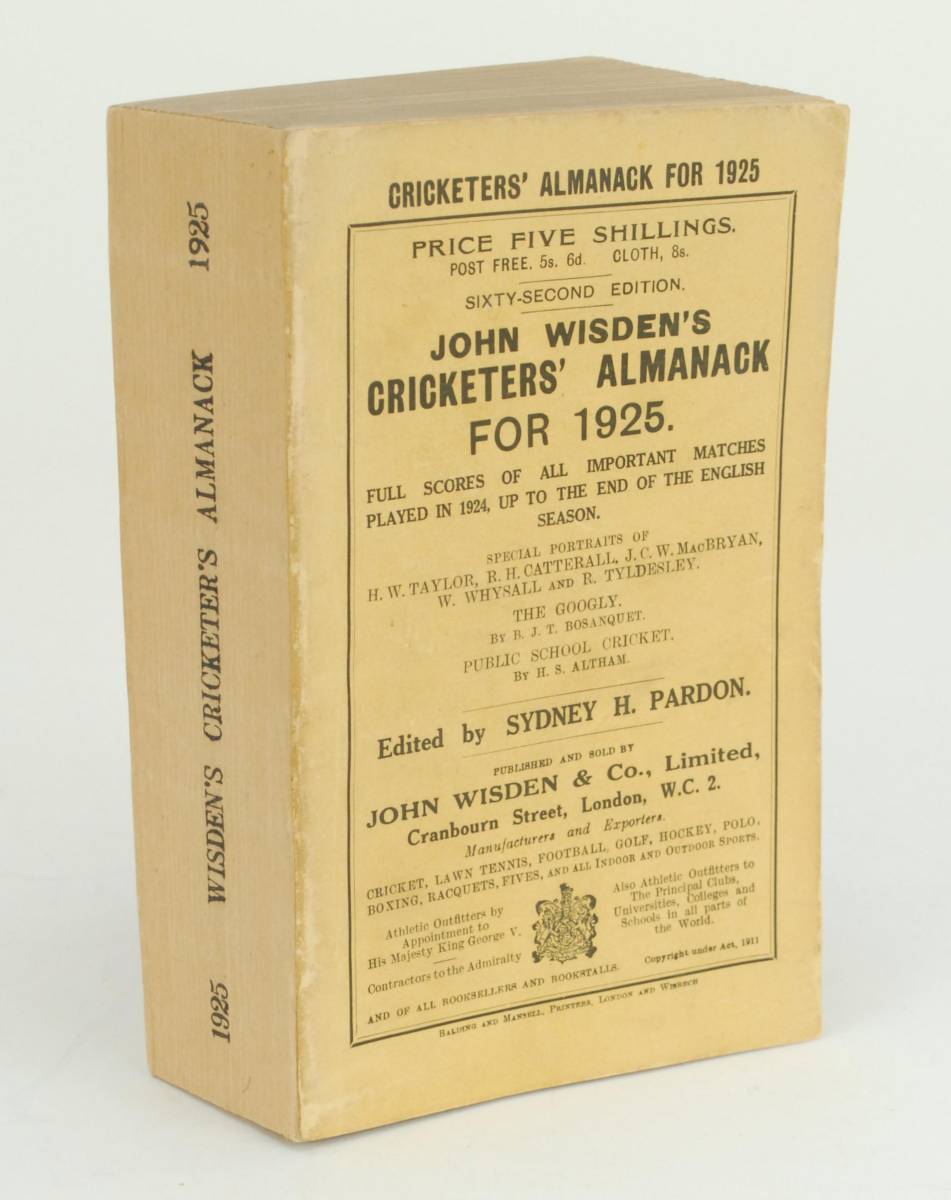 1925 WISDEN'S CRICKETER'S ALMANACK 1925
CRICKETERS' ALMANACK FOR 1925
PRICE FIVE SHILLINGS.
POST FREE, 5s. 6d. CLOTH, 8s.
SIXTY-SECOND EDITION.
JOHN WISDEN'S
CRICKETERS' ALMANACK
FOR 1925.
FULL SCORES OF ALL IMPORTANT MATCHES
PLAYED IN 1924, UP TO THE END OF THE ENGLISH
SEASON.
SPECIAL PORTRAITS OF
H. W. TAYLOR, R. H. CATTERALL, J. C. W. MACBRYAN,
W. WHYSALL AND R. TYLDESLEY.
THE GOOGLY.
BY B. J. T. BOSANQUET.
PUBLIC SCHOOL CRICKET.
BY H. S. ALTHAM.
Edited by SYDNEY H. PARDON.
PUBLISHED AND SOLD BY
JOHN WISDEN & Co., Limited,
Cranbourn Street, London, W.C. 2.
Manufacturers and Exporters.
CRICKET, LAWN TENNIS, FOOTBALL, GOLF, HOCKEY, POLO,
BOXING, RACQUETS, FIVES, AND ALL INDOOR AND OUTDOOR SPORTS.
Athletic Outfitters by
Appointment to
His Majesty King George V.
Contractors to the Admiralty
Also Athletic Outfitters to
The Principal Clubs,
Universities, Colleges and
Schools in all parts of
the World.
AND OF ALL BOOKSELLERS AND BOOKSTALLS.
Copyright under Act, 1911
BALDING AND MANSELL, PRINTERS, LONDON AND WISBECH